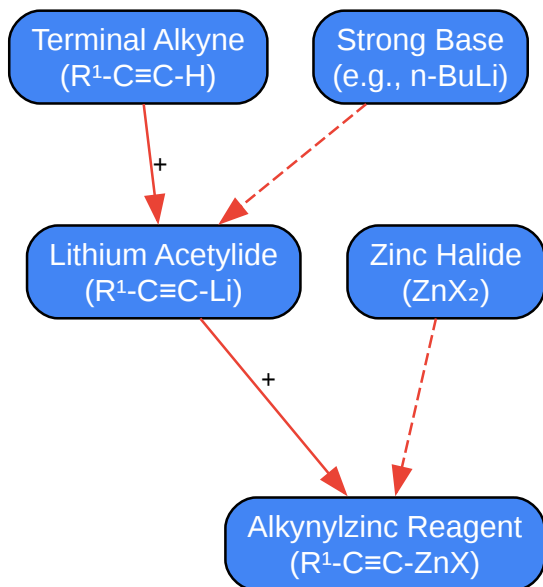 Terminal Alkyne
(R¹-C≡C-H)
Strong Base
(e.g., n-BuLi)
+
Lithium Acetylide
(R¹-C≡C-Li)
Zinc Halide
(ZnX₂)
+
Alkynylzinc Reagent
(R¹-C≡C-ZnX)